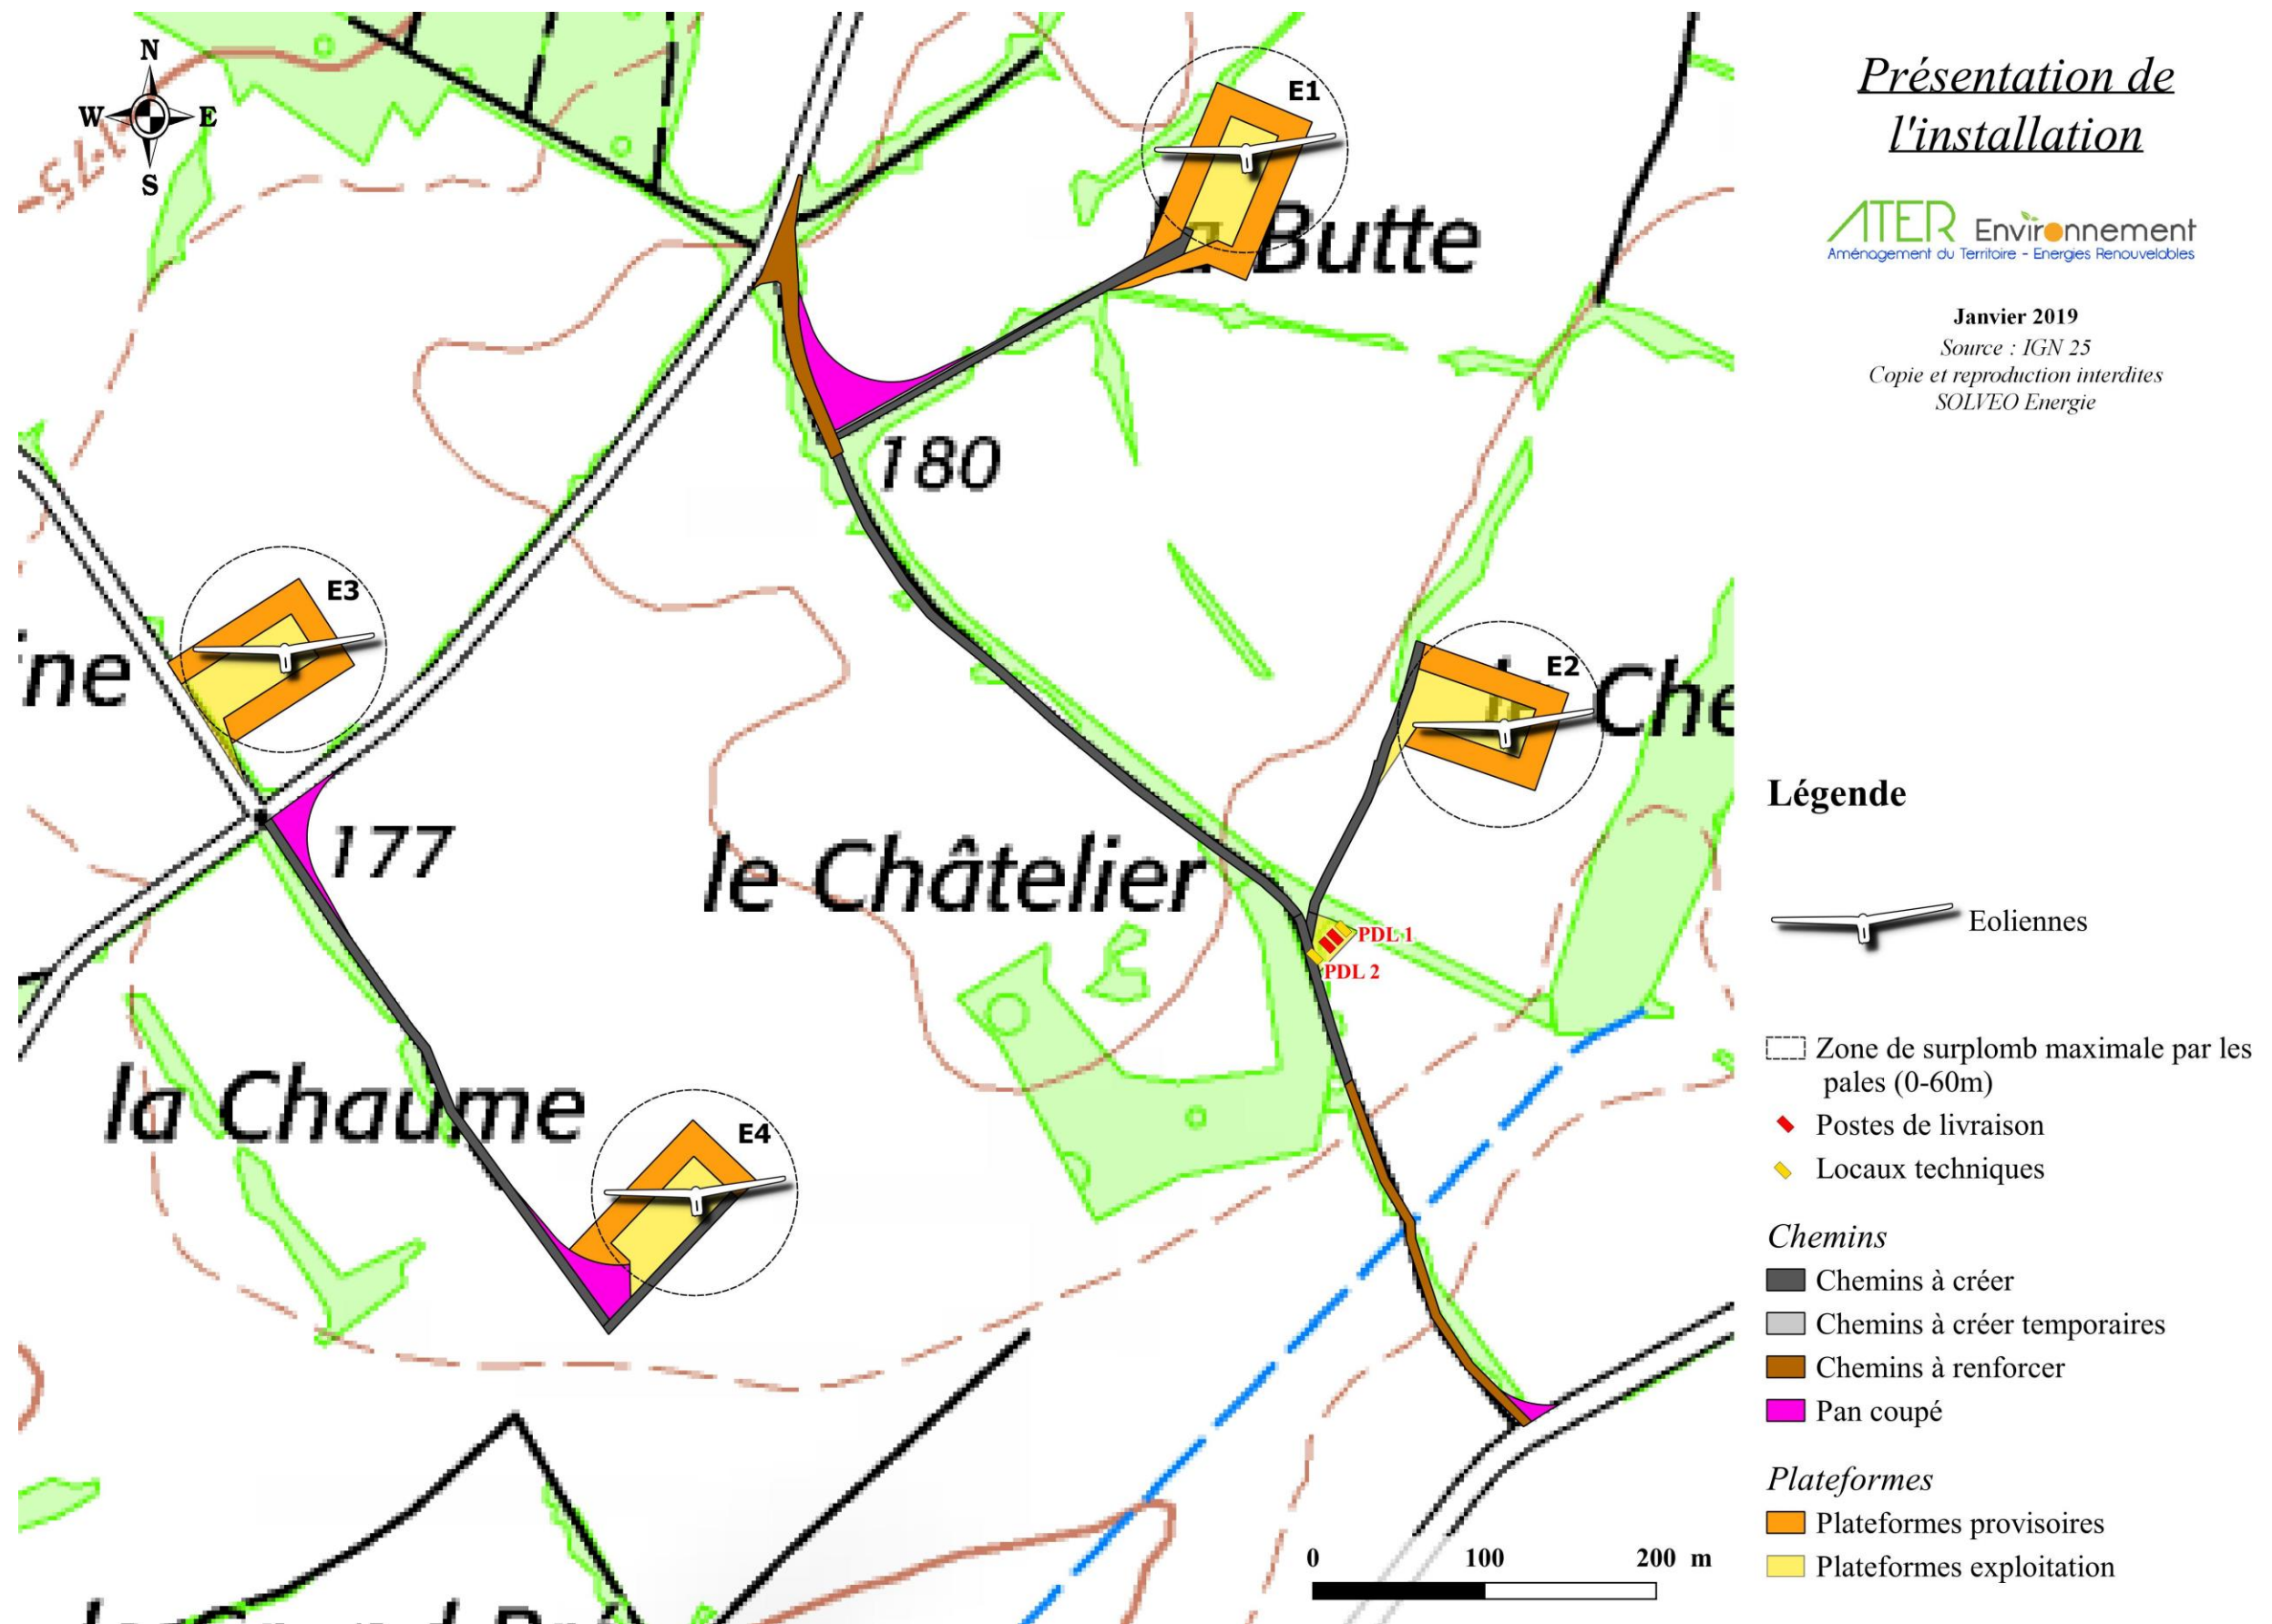 N
W E
S
175
E1
la Butte
180
E3
ine
E2
Che
177
le Châtelier
PDL 1
PDL 2
la Chaume
E4
0 100 200 m
Présentation de
l'installation
ATER Environnement
Aménagement du Territoire - Energies Renouvelables
Janvier 2019
Source : IGN 25
Copie et reproduction interdites
SOLVEO Energie
Légende
Eoliennes
Zone de surplomb maximale par les
pales (0-60m)
Postes de livraison
Locaux techniques
Chemins
Chemins à créer
Chemins à créer temporaires
Chemins à renforcer
Pan coupé
Plateformes
Plateformes provisoires
Plateformes exploitation